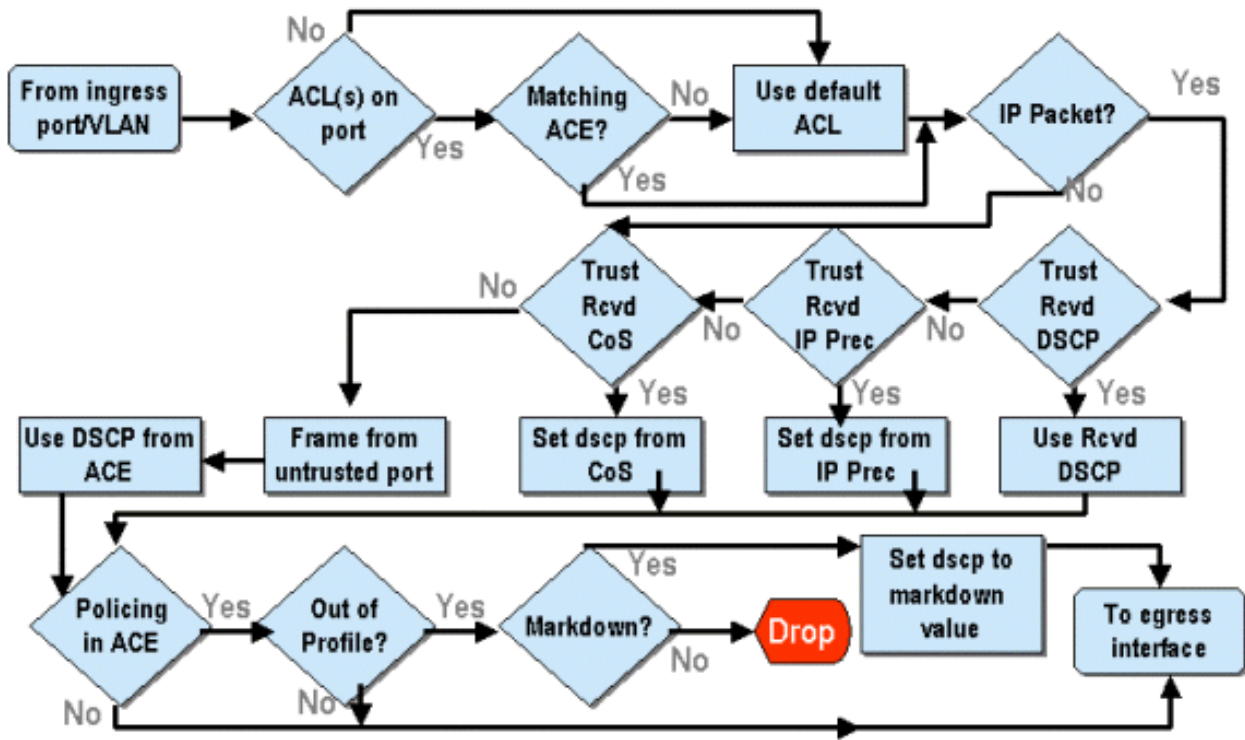 No
From ingress
port/VLAN
ACL(s) on
port
Yes
Matching
ACE?
No
Yes
Use default
ACL
IP Packet?
Yes
No
Trust
Rcvd
CoS
No
Yes
Trust
Rcvd
IP Prec
No
Yes
Trust
Rcvd
DSCP
No
Yes
Use DSCP from
ACE
Frame from
untrusted port
Set dscp from
CoS
Set dscp from
IP Prec
Use Rcvd
DSCP
Policing
in ACE
Yes
No
Out of
Profile?
Yes
No
Markdown?
Yes
No
Drop
Set dscp to
markdown
value
To egress
interface